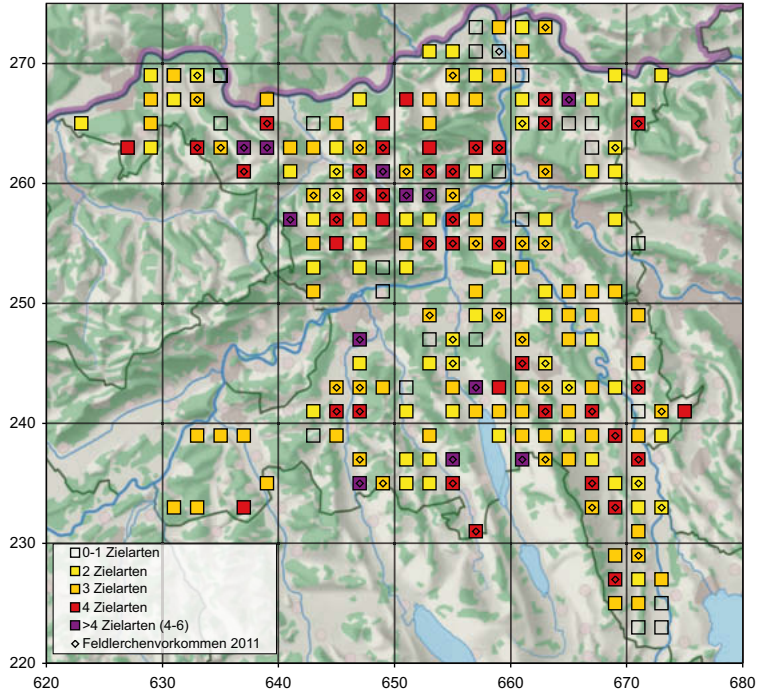 270
260
250
240
230
220
0-1 Zielarten
2 Zielarten
3 Zielarten
4 Zielarten
>4 Zielarten (4-6)
Feldlerchenvorkommen 2011
620 630 640 650 660 670 680